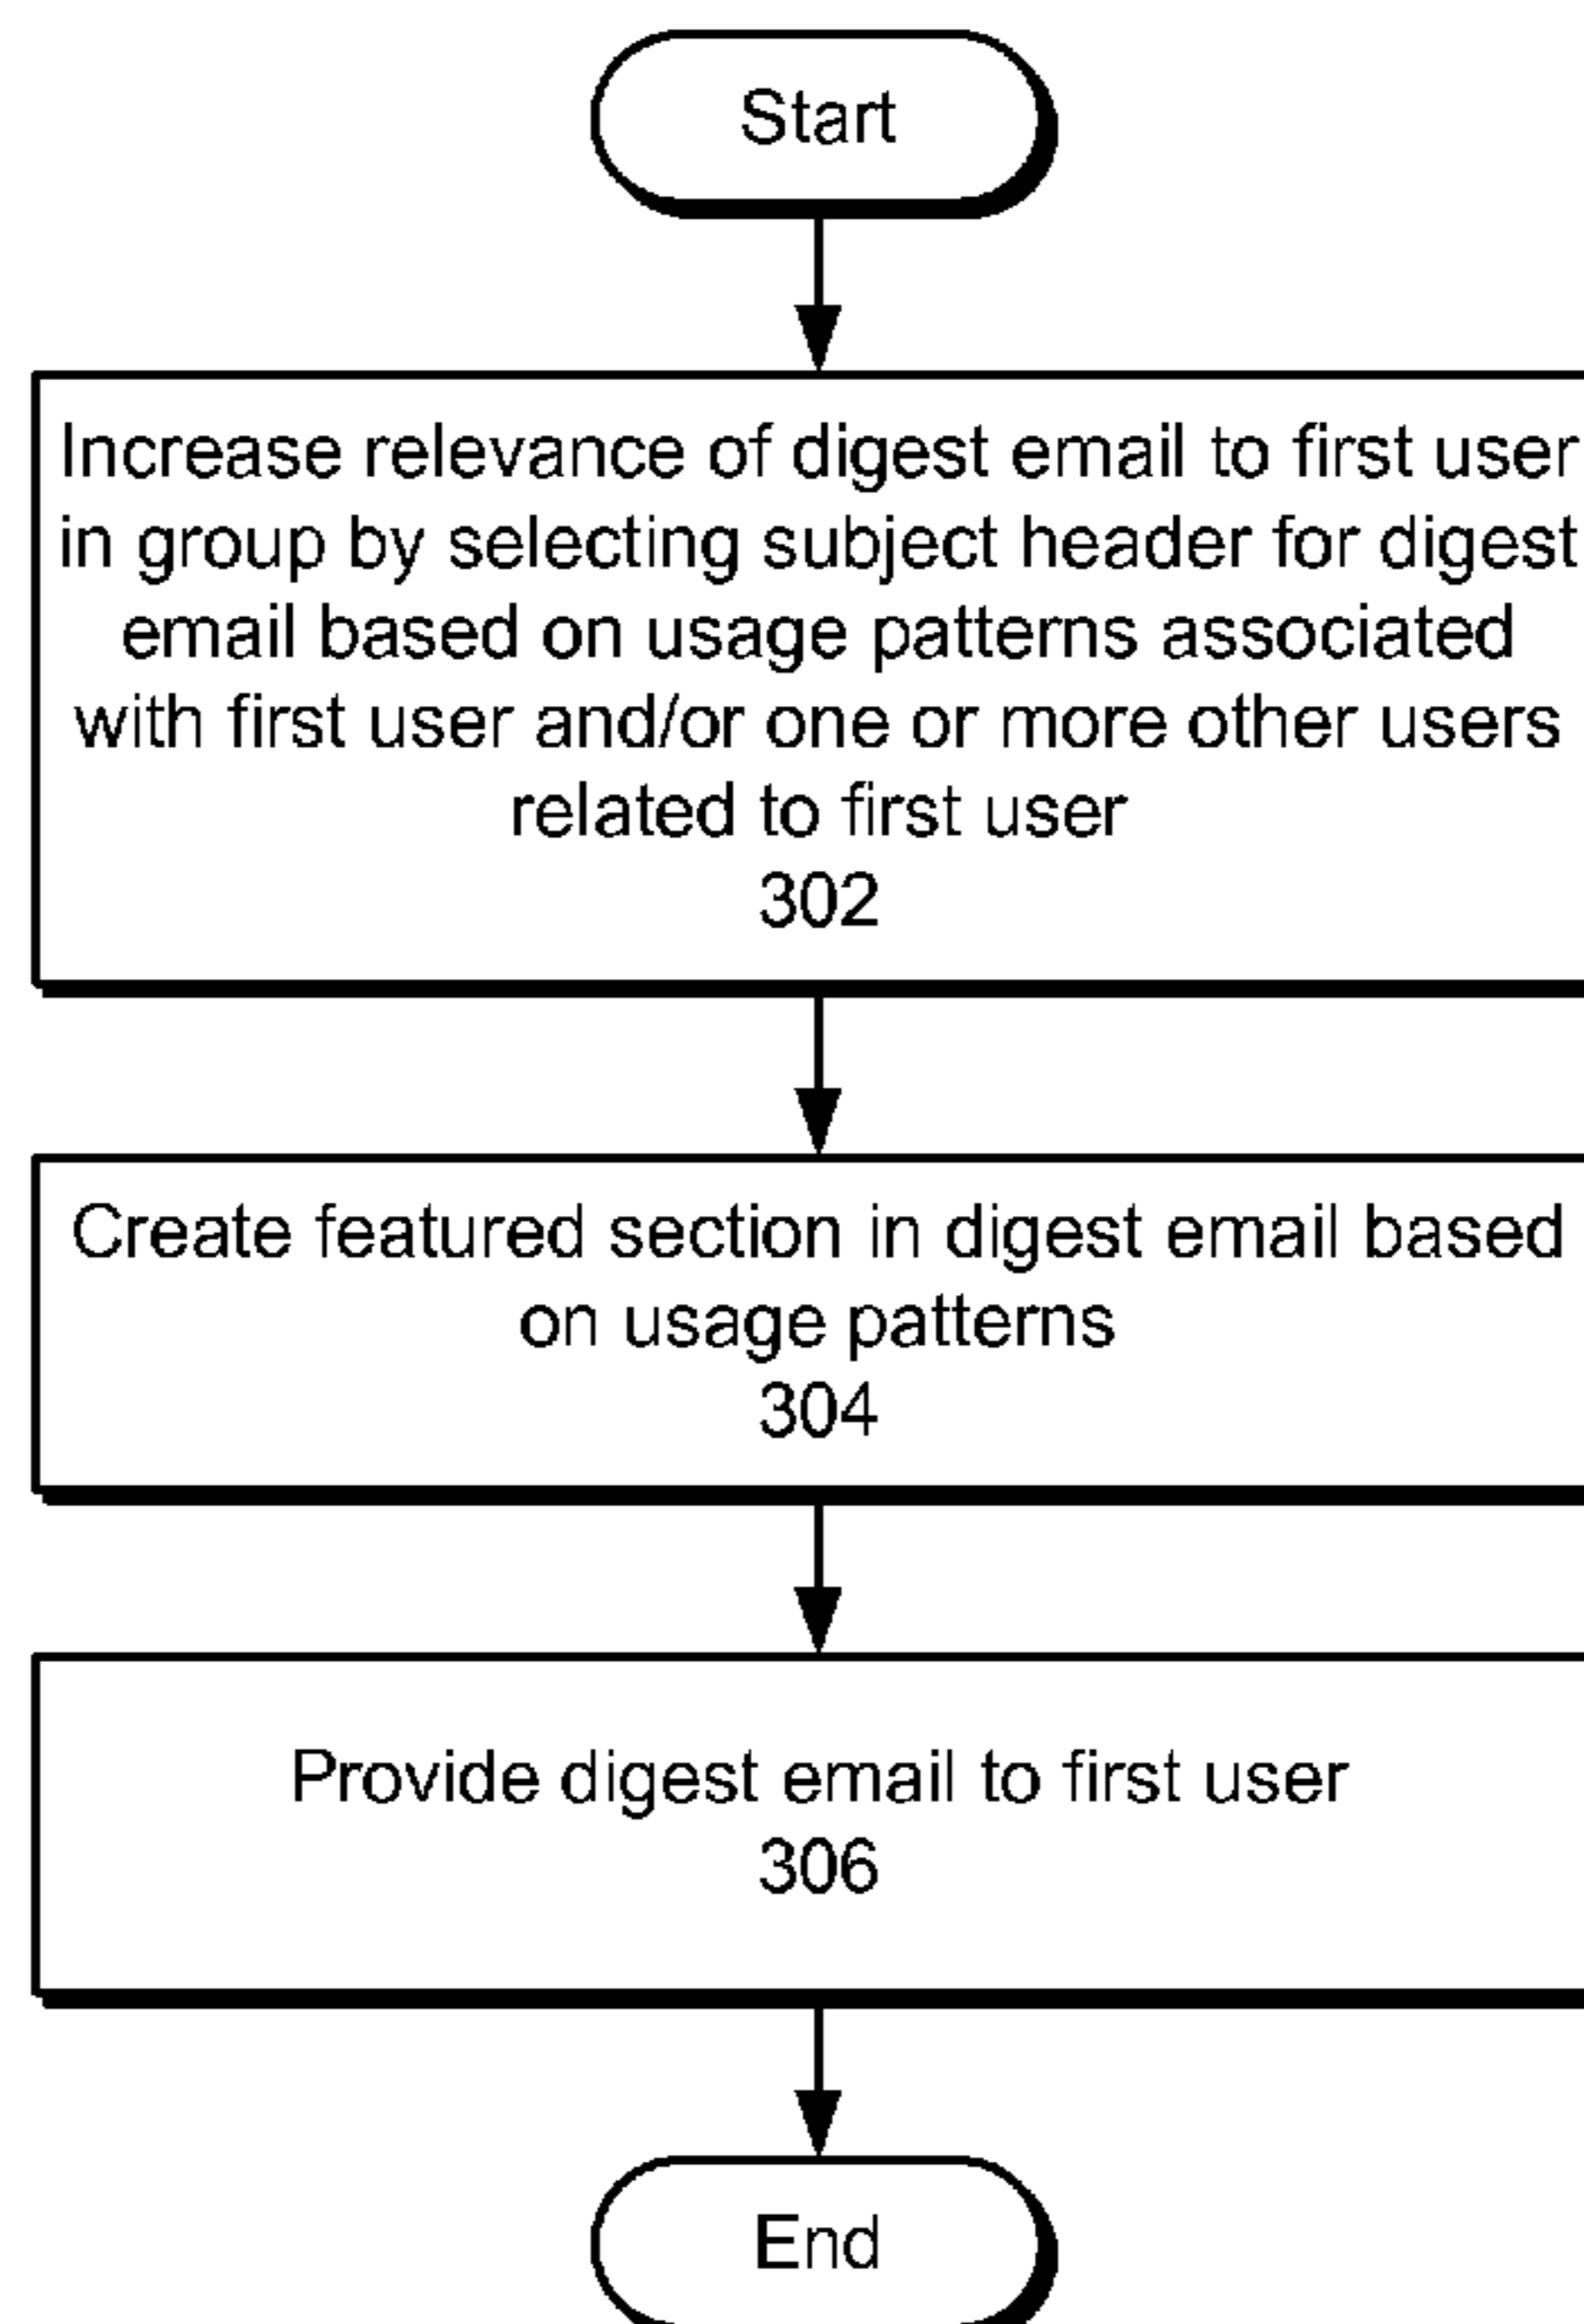 Start
Increase relevance of digest email to first user
in group by selecting subject header for digest
email based on usage patterns associated
with first user and/or one or more other users
related to first user
302
Create featured section in digest email based
on usage patterns
304
Provide digest email to first user
306
End